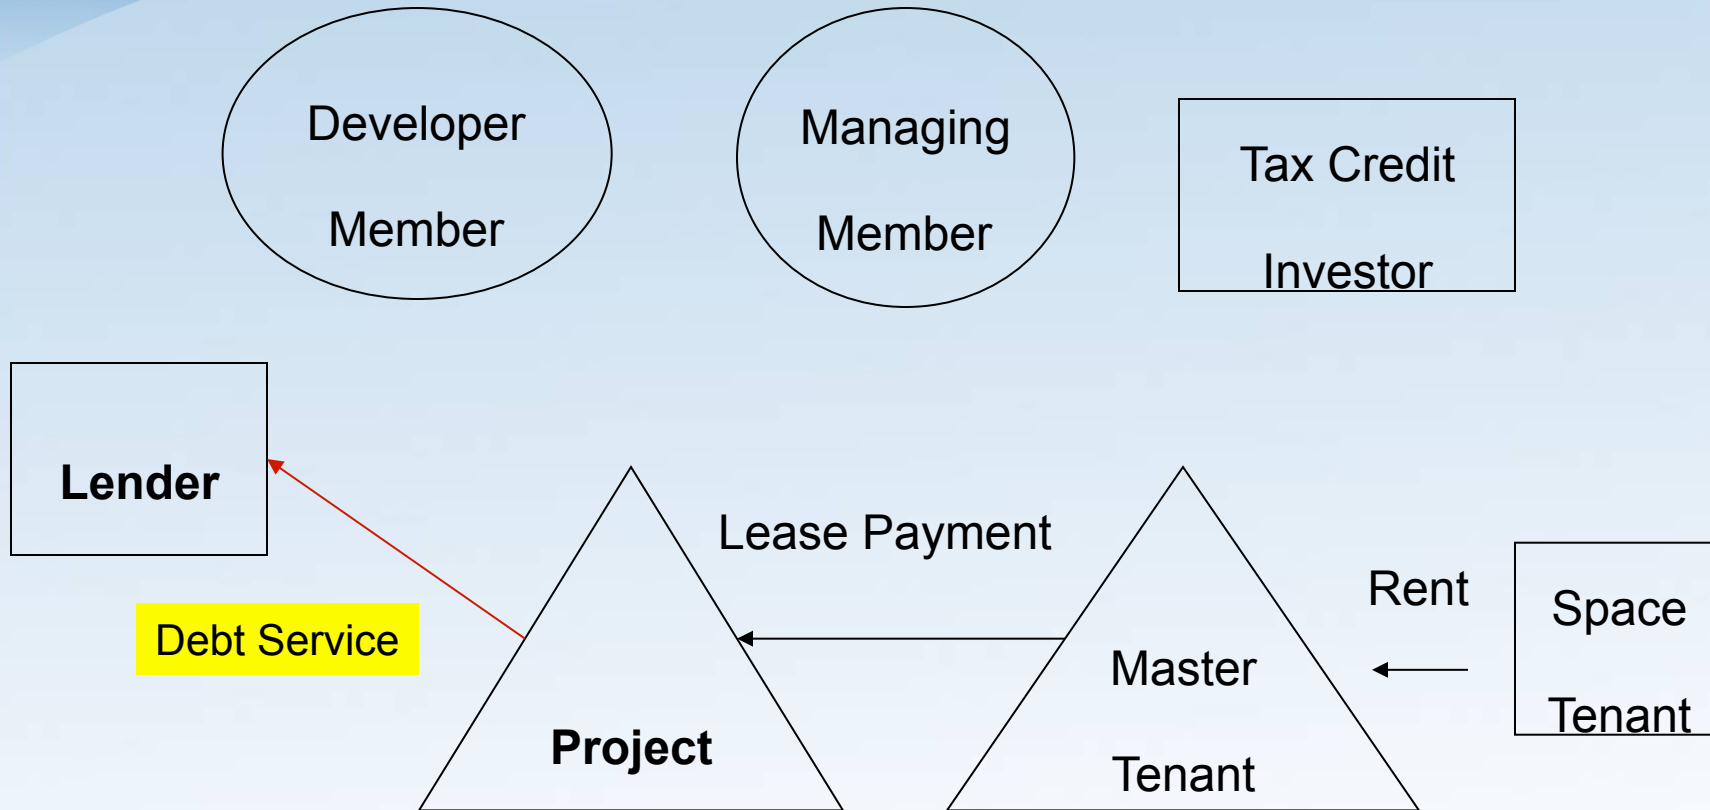 Developer
Member
Managing
Member
Tax Credit
Investor
Lender
Debt Service
Project
Lease Payment
Master
Tenant
Rent
Space
Tenant